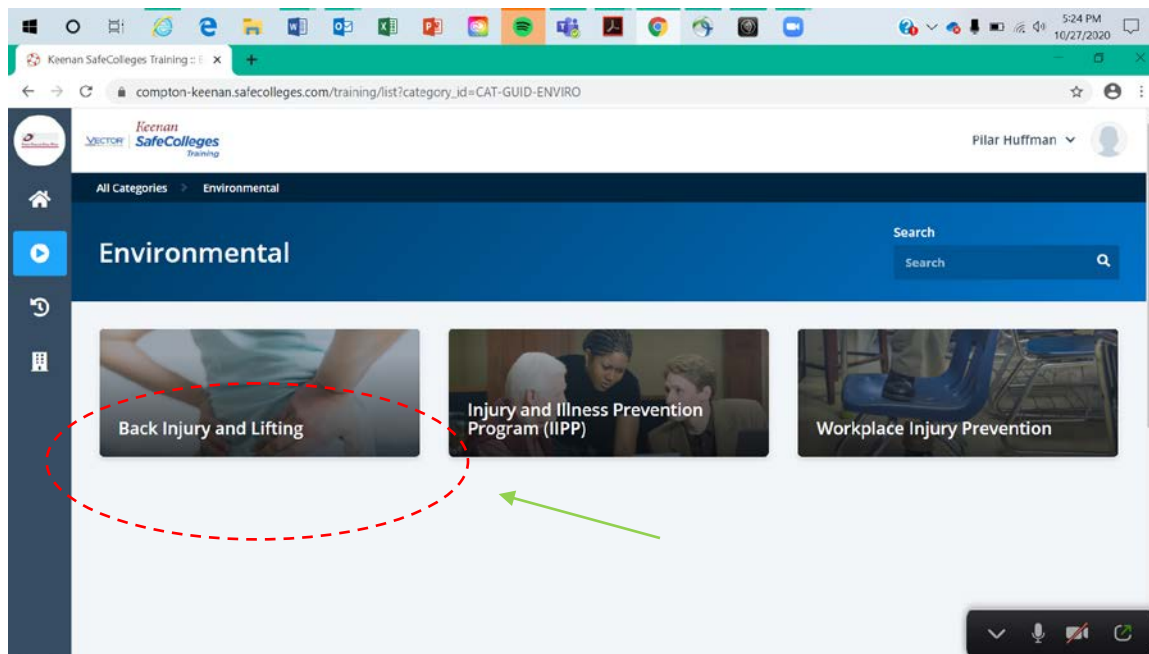 5:24 PM
10/27/2020
Keenan SafeColleges Training ::
compton-keenan.safecolleges.com/training/list?category_id=CAT-GUID-ENVIRO
VECTOR
Keenan
SafeColleges
Training
Pilar Huffman
All Categories > Environmental
Environmental
Search
Search
Back Injury and Lifting
Injury and Illness Prevention
Program (IIPP)
Workplace Injury Prevention